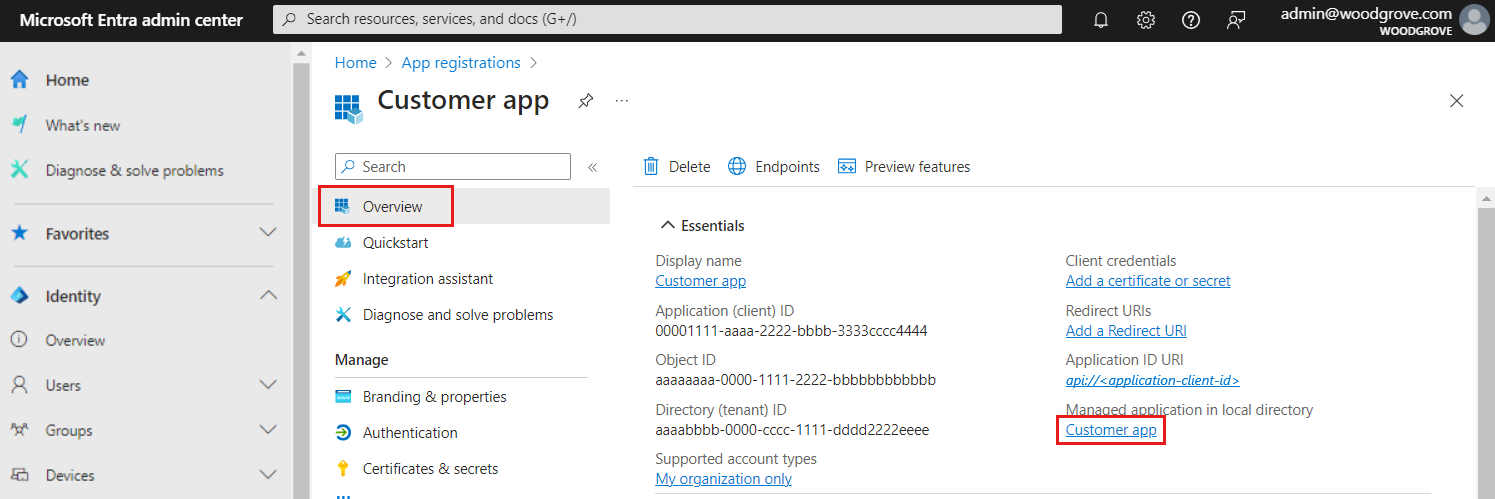 Microsoft Entra admin center
Search resources, services, and docs (G+/)
admin@woodgrove.com
WOODGROVE
Home
What's new
Diagnose & solve problems
Favorites
Identity
Overview
Users
Groups
Devices
Home > App registrations >
Customer app
Search
Overview
Quickstart
Integration assistant
Diagnose and solve problems
Manage
Branding & properties
Authentication
Certificates & secrets
Delete Endpoints Preview features
Essentials
Display name
Customer app
Application (client) ID
00001111-aaaa-2222-bbbb-3333cccc4444
Object ID
aaaaaaaa-0000-1111-2222-bbbbbbbbbbbb
Directory (tenant) ID
aaaabbbb-0000-cccc-1111-dddd2222eeee
Supported account types
My organization only
Client credentials
Add a certificate or secret
Redirect URIs
Add a Redirect URI
Application ID URI
api://<application-client-id>
Managed application in local directory
Customer app